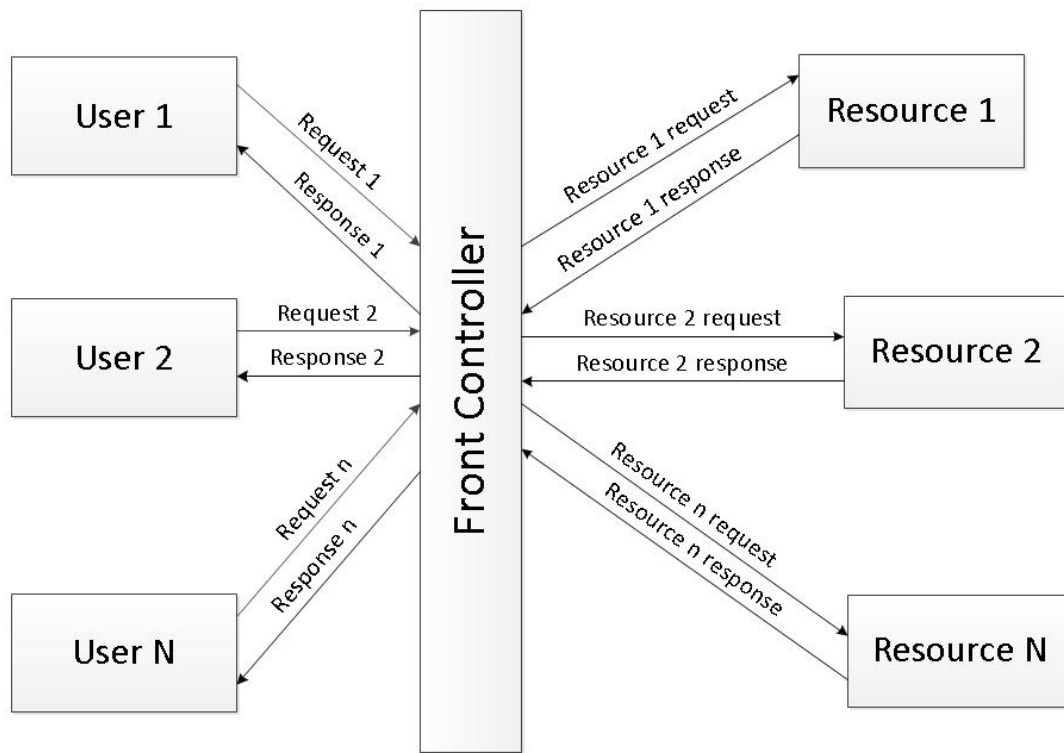 User 1
Request 1
Response 1
User 2
Request 2
Response 2
User N
Request n
Response n
Front Controller
Resource 1 request
Resource 1 response
Resource 1
Resource 2 request
Resource 2 response
Resource 2
Resource n request
Resource n response
Resource N